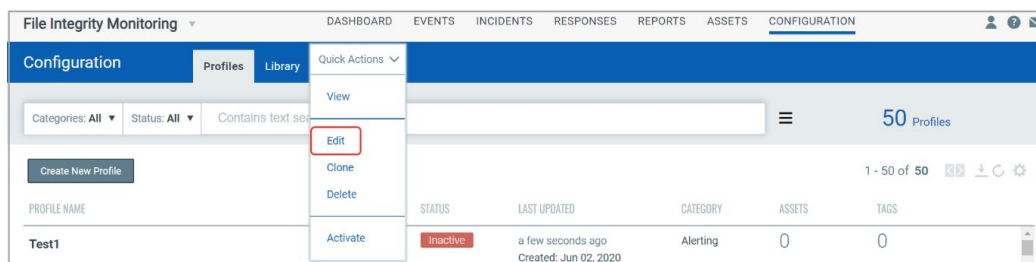 File Integrity Monitoring DASHBOARD EVENTS INCIDENTS RESPONSES REPORTS ASSETS CONFIGURATION
Configuration Profiles Library Quick Actions
View
Categories: All Status: All Contains text 50 Profiles
Edit
Create New Profile Clone 1 - 50 of 50
Delete
PROFILE NAME STATUS LAST UPDATED CATEGORY ASSETS TAGS
Test1 Activate Inactive a few seconds ago Alerting 0 0
Created: Jun 02, 2020